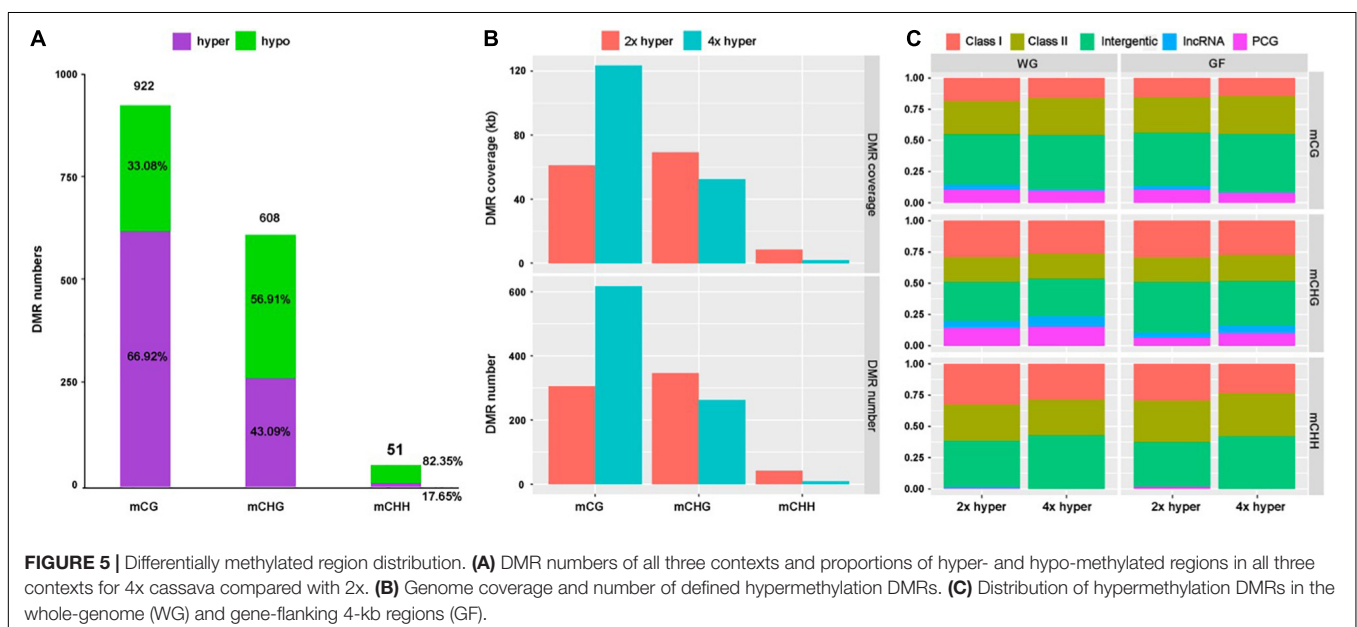 A
hyper hypo
1000
750
500
250
0
DMR numbers
922
33.08%
66.92%
608
56.91%
43.09%
51
82.35%
17.65%
mCG mCHG mCHH
B
2x hyper 4x hyper
120
80
40
0
DMR coverage (kb)
DMR coverage
600
400
200
0
DMR number
DMR number
mCG mCHG mCHH
C
Class I Class II Intergentic lncRNA PCG
WG GF
1.00
0.75
0.50
0.25
0.00
mCG
1.00
0.75
0.50
0.25
0.00
mCHG
1.00
0.75
0.50
0.25
0.00
mCHH
2x hyper 4x hyper 2x hyper 4x hyper
FIGURE 5 | Differentially methylated region distribution. (A) DMR numbers of all three contexts and proportions of hyper- and hypo-methylated regions in all three
contexts for 4x cassava compared with 2x. (B) Genome coverage and number of defined hypermethylation DMRs. (C) Distribution of hypermethylation DMRs in the
whole-genome (WG) and gene-flanking 4-kb regions (GF).